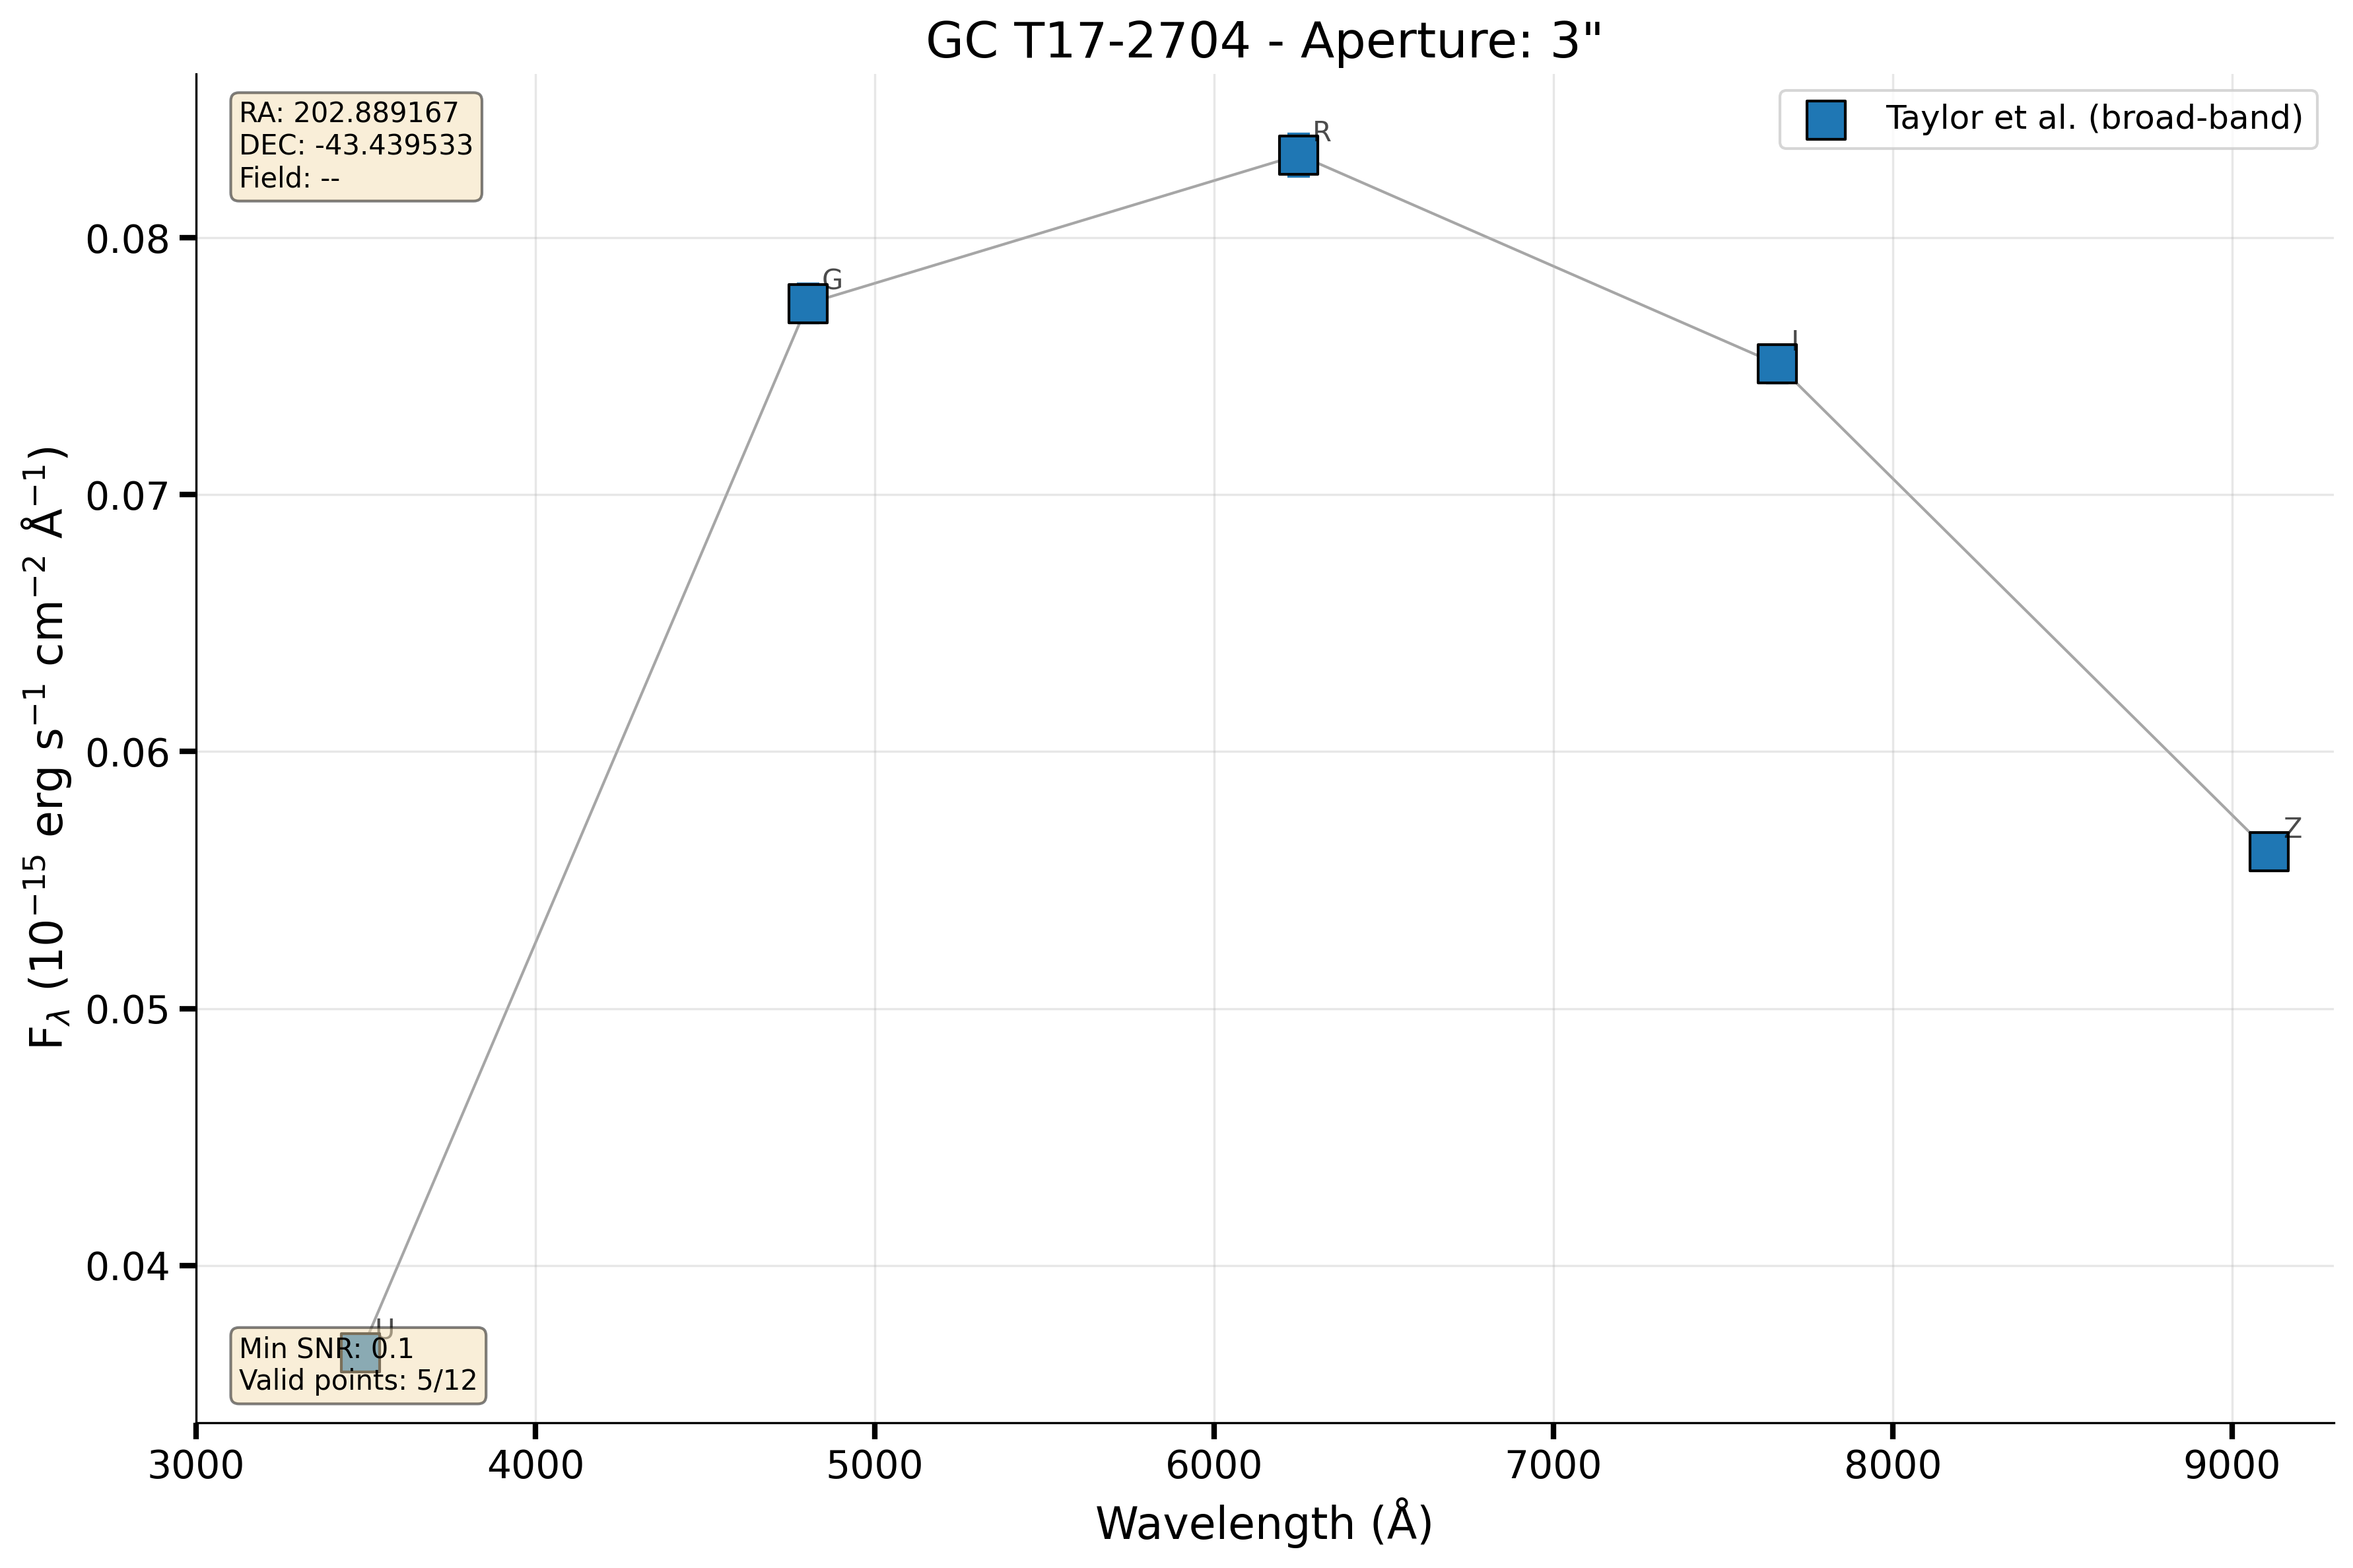 GC T17-2704 - Aperture: 3"
RA: 202.889167
DEC: -43.439533
Field: --
Taylor et al. (broad-band)
R
G
I
Z
U
Min SNR: 0.1
Valid points: 5/12
0.08
0.07
0.06
0.05
0.04
F_λ (10⁻¹⁵ erg s⁻¹ cm⁻² Å⁻¹)
3000 4000 5000 6000 7000 8000 9000
Wavelength (Å)